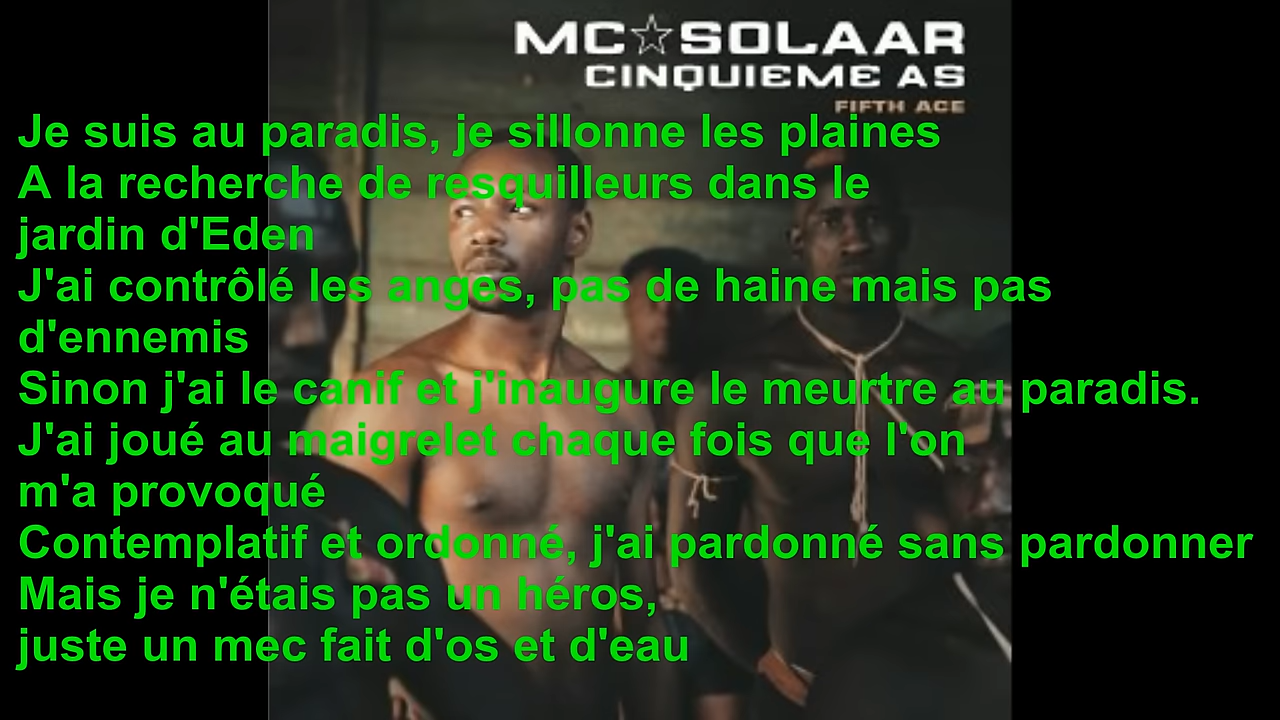 MC☆SOLAAR
CINQUIEME AS
FIFTH ACE
Je suis au paradis, je sillonne les plaines
A la recherche de resquilleurs dans le
jardin d'Eden
J'ai contrôlé les anges, pas de haine mais pas
d'ennemis
Sinon j'ai le canif et j'inaugure le meurtre au paradis.
J'ai joué au maigrelet chaque fois que l'on
m'a provoqué
Contemplatif et ordonné, j'ai pardonné sans pardonner
Mais je n'étais pas un héros,
juste un mec fait d'os et d'eau